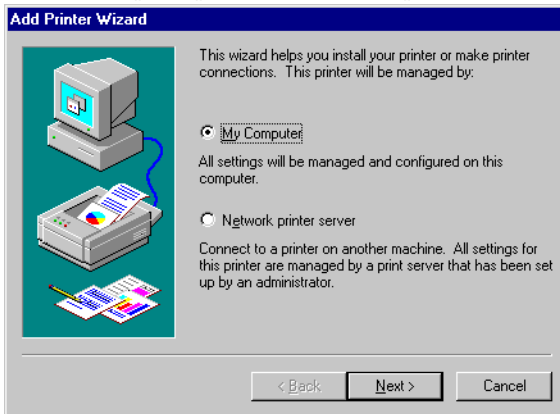 Add Printer Wizard
This wizard helps you install your printer or make printer
connections. This printer will be managed by:
My Computer
All settings will be managed and configured on this
computer.
Network printer server
Connect to a printer on another machine. All settings for
this printer are managed by a print server that has been set
up by an administrator.
< Back
Next >
Cancel